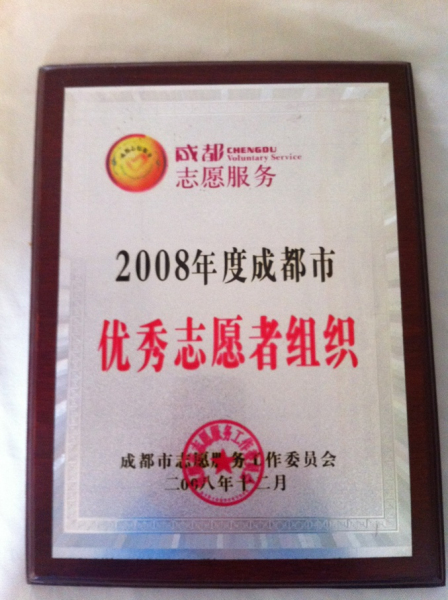 成都 CHENGDU
Voluntary Service
志愿服务
2008年度成都市
优秀志愿者组织
成都市志愿服务工作委员会
二〇〇八年十二月